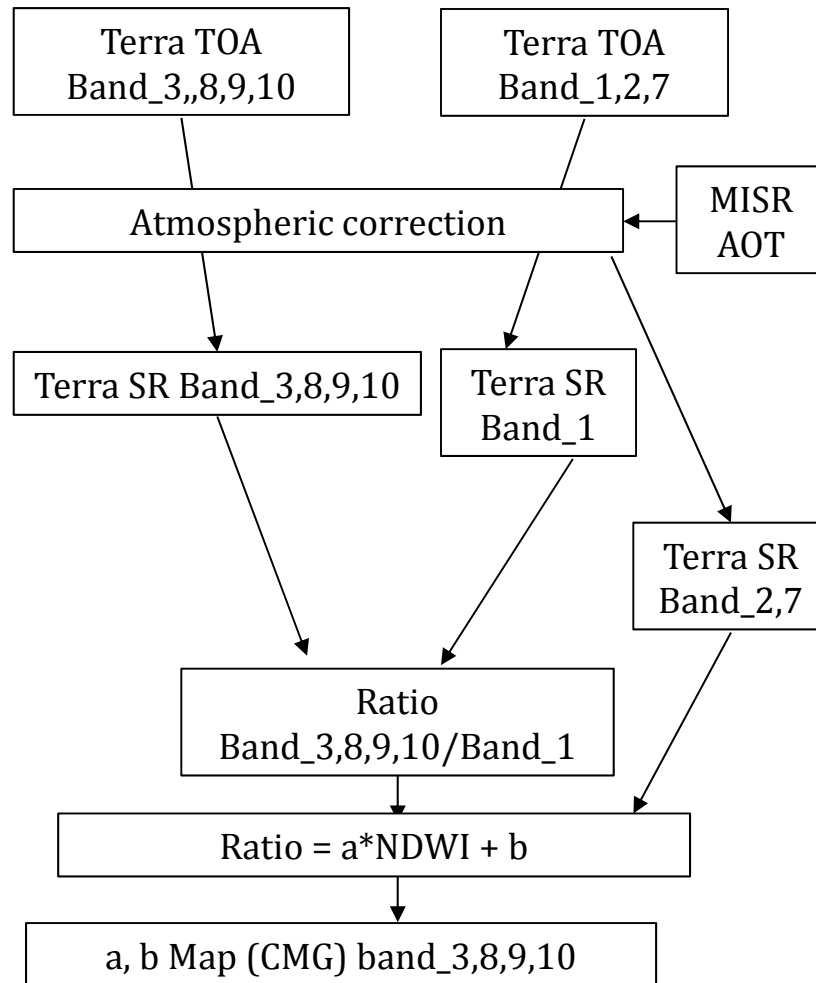 Terra TOA
Band_3,,8,9,10
Terra TOA
Band_1,2,7
Atmospheric correction
MISR
AOT
Terra SR Band_3,8,9,10
Terra SR
Band_1
Terra SR
Band_2,7
Ratio
Band_3,8,9,10/Band_1
Ratio = a*NDWI + b
a, b Map (CMG) band_3,8,9,10